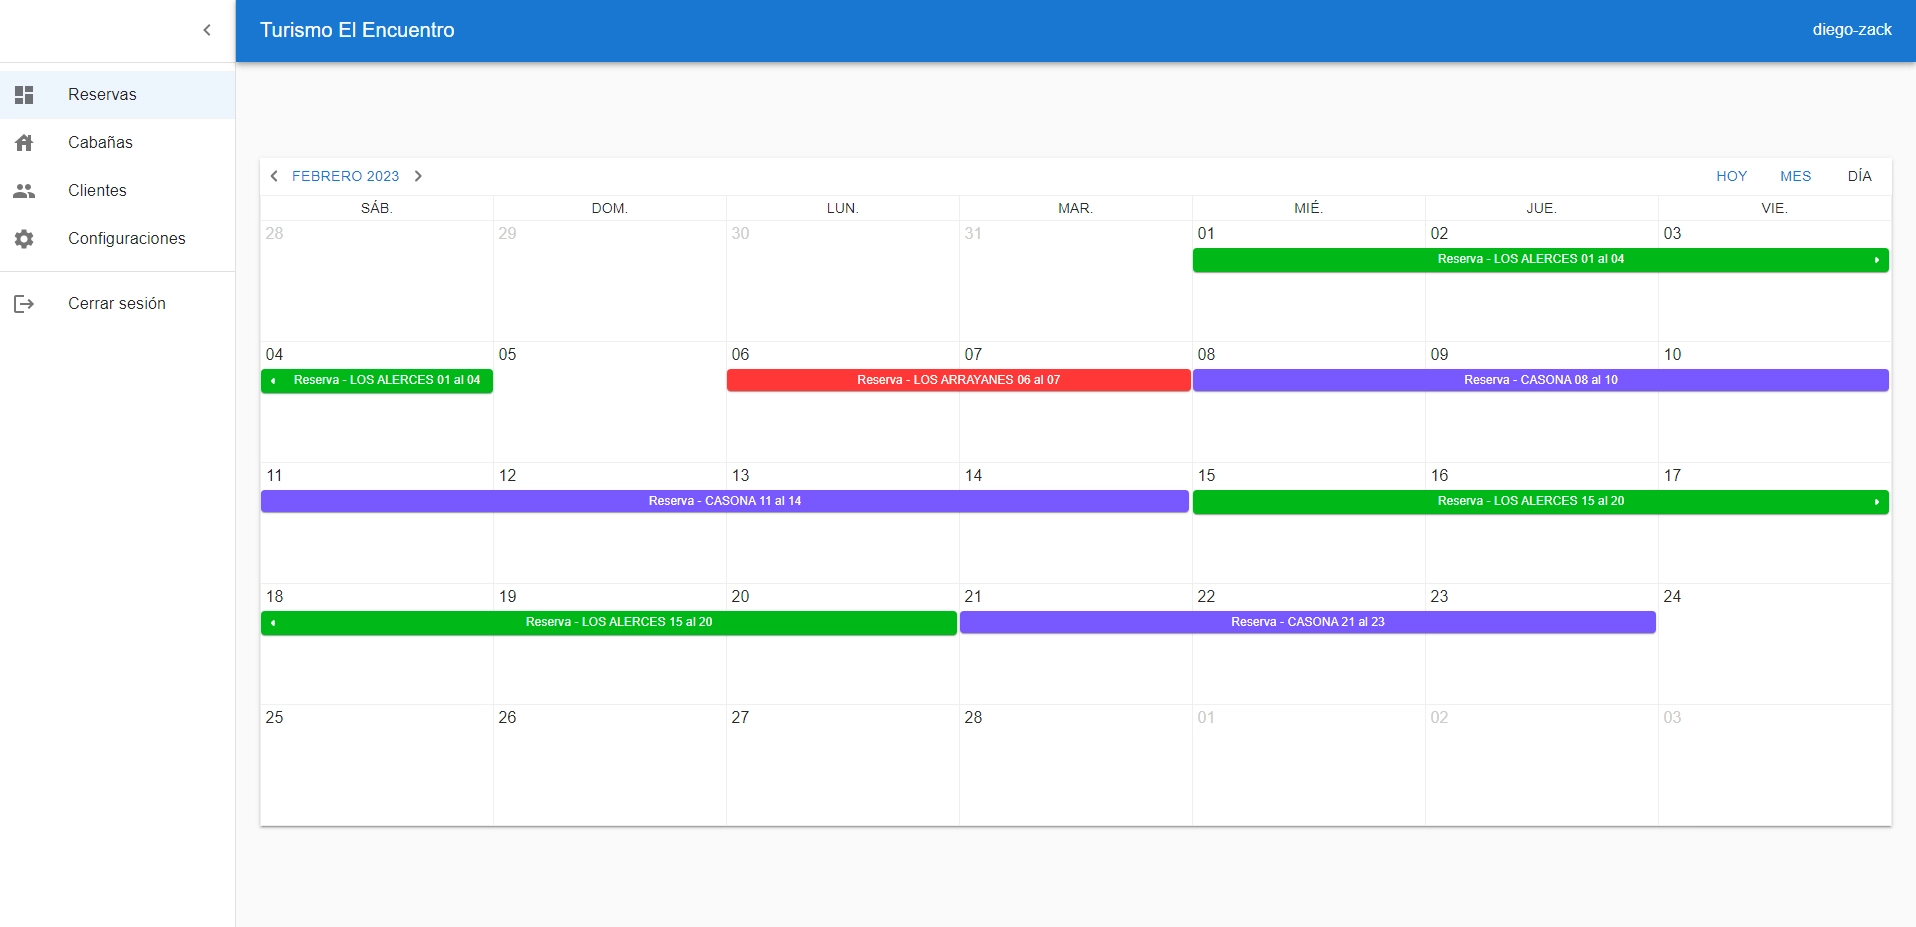 Turismo El Encuentro
diego-zack
Reservas
Cabañas
Clientes
Configuraciones
Cerrar sesión
FEBRERO 2023
HOY MES DÍA
SÁB. DOM. LUN. MAR. MIÉ. JUE. VIE.
28 29 30 31 01 02 03
Reserva - LOS ALERCES 01 al 04
04 05 06 07 08 09 10
Reserva - LOS ALERCES 01 al 04 Reserva - LOS ARRAYANES 06 al 07 Reserva - CASONA 08 al 10
11 12 13 14 15 16 17
Reserva - CASONA 11 al 14 Reserva - LOS ALERCES 15 al 20
18 19 20 21 22 23 24
Reserva - LOS ALERCES 15 al 20 Reserva - CASONA 21 al 23
25 26 27 28 01 02 03